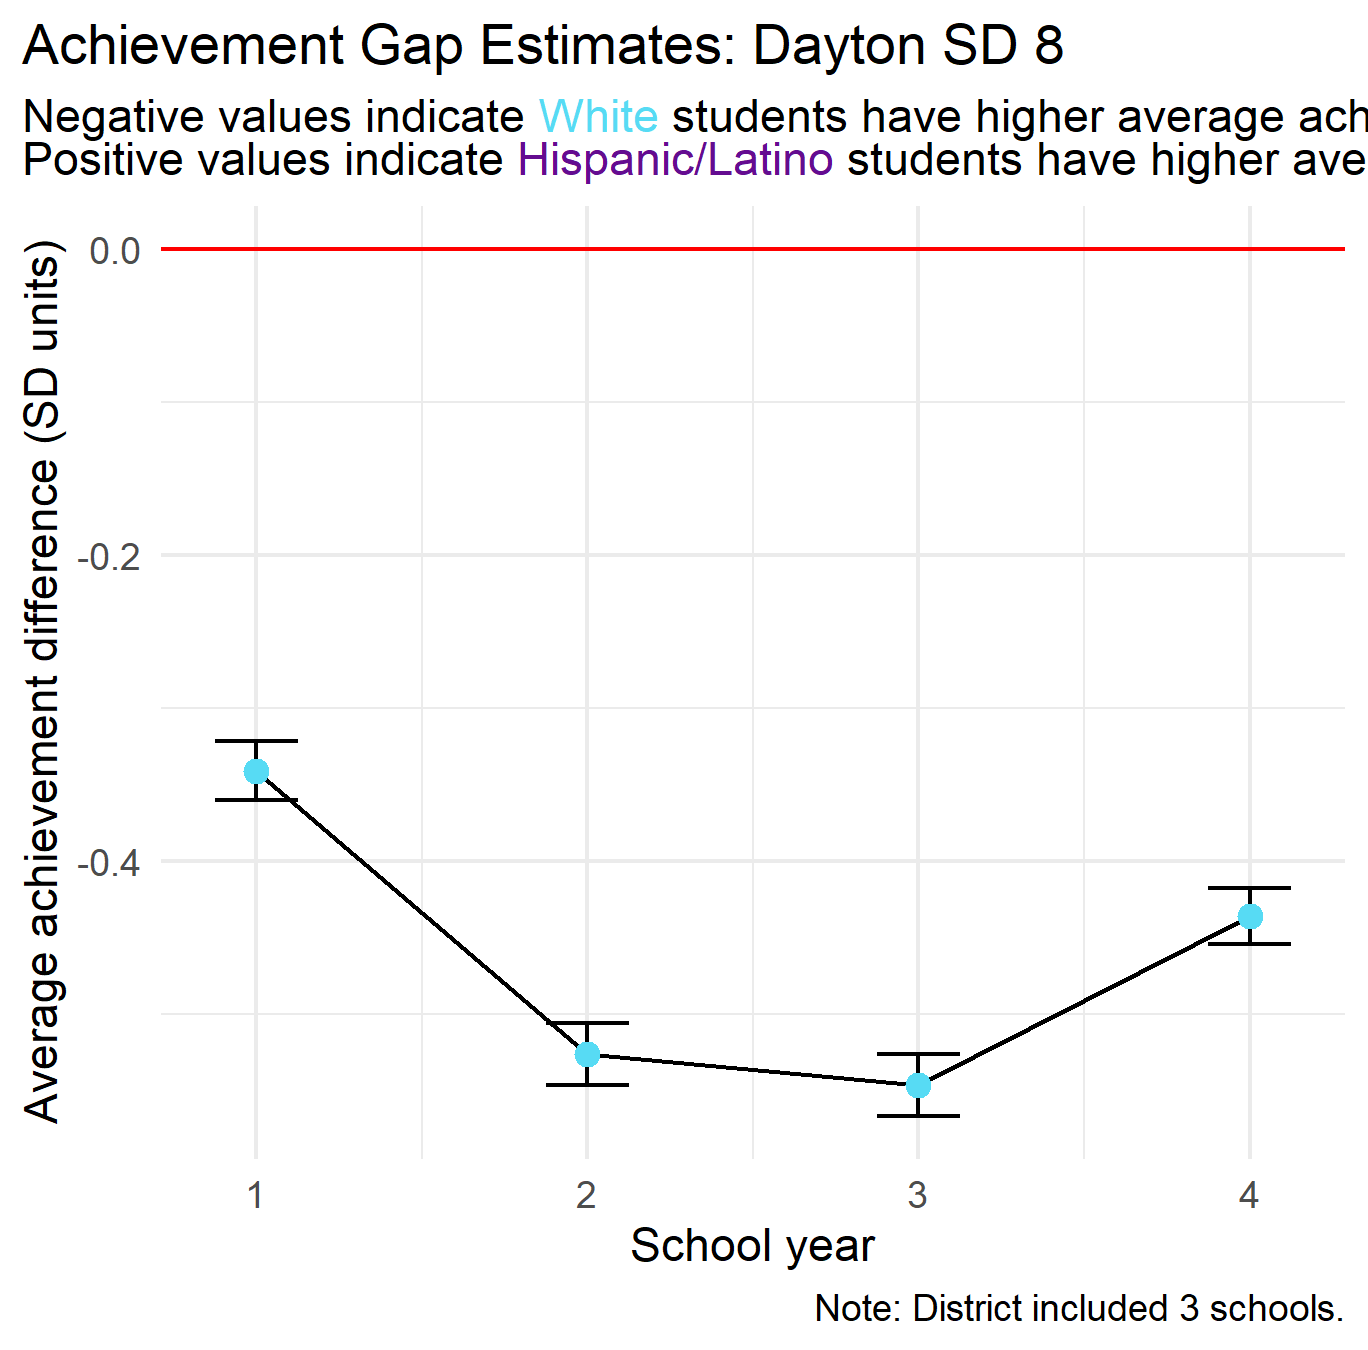 Achievement Gap Estimates: Dayton SD 8
Negative values indicate White students have higher average ach
Positive values indicate Hispanic/Latino students have higher ave
Average achievement difference (SD units)
0.0
-0.2
-0.4
1 2 3 4
School year
Note: District included 3 schools.